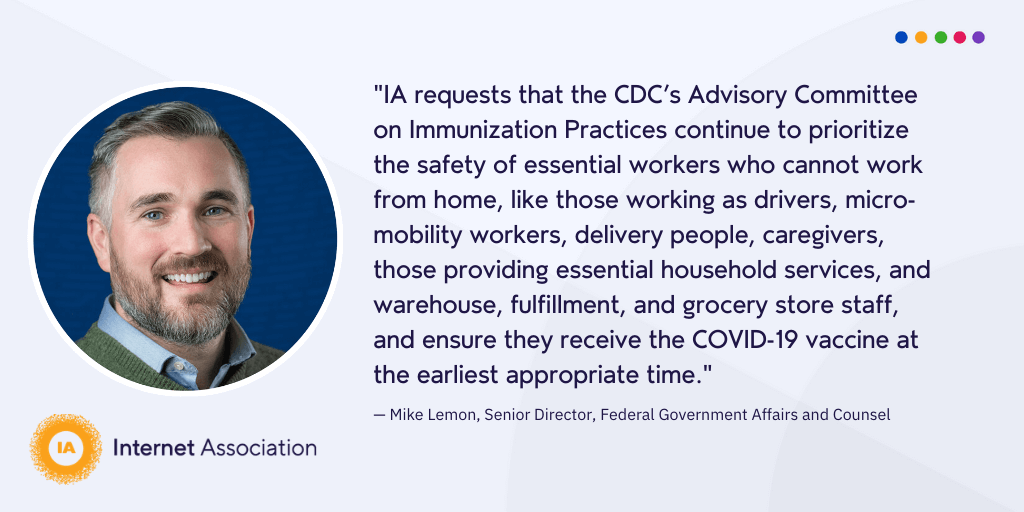 "IA requests that the CDC’s Advisory Committee
on Immunization Practices continue to prioritize
the safety of essential workers who cannot work
from home, like those working as drivers, micro-
mobility workers, delivery people, caregivers,
those providing essential household services, and
warehouse, fulfillment, and grocery store staff,
and ensure they receive the COVID-19 vaccine at
the earliest appropriate time."
— Mike Lemon, Senior Director, Federal Government Affairs and Counsel
IA
Internet Association